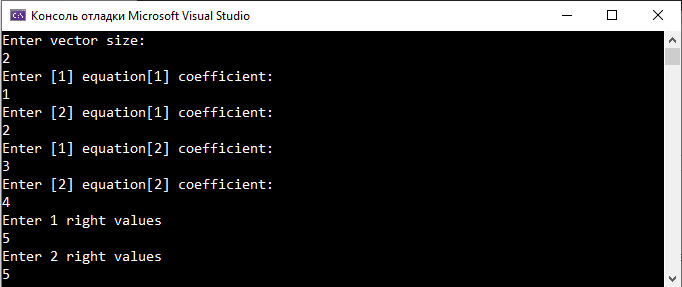 Консоль отладки Microsoft Visual Studio
Enter vector size:
2
Enter [1] equation[1] coefficient:
1
Enter [2] equation[1] coefficient:
2
Enter [1] equation[2] coefficient:
3
Enter [2] equation[2] coefficient:
4
Enter 1 right values
5
Enter 2 right values
5